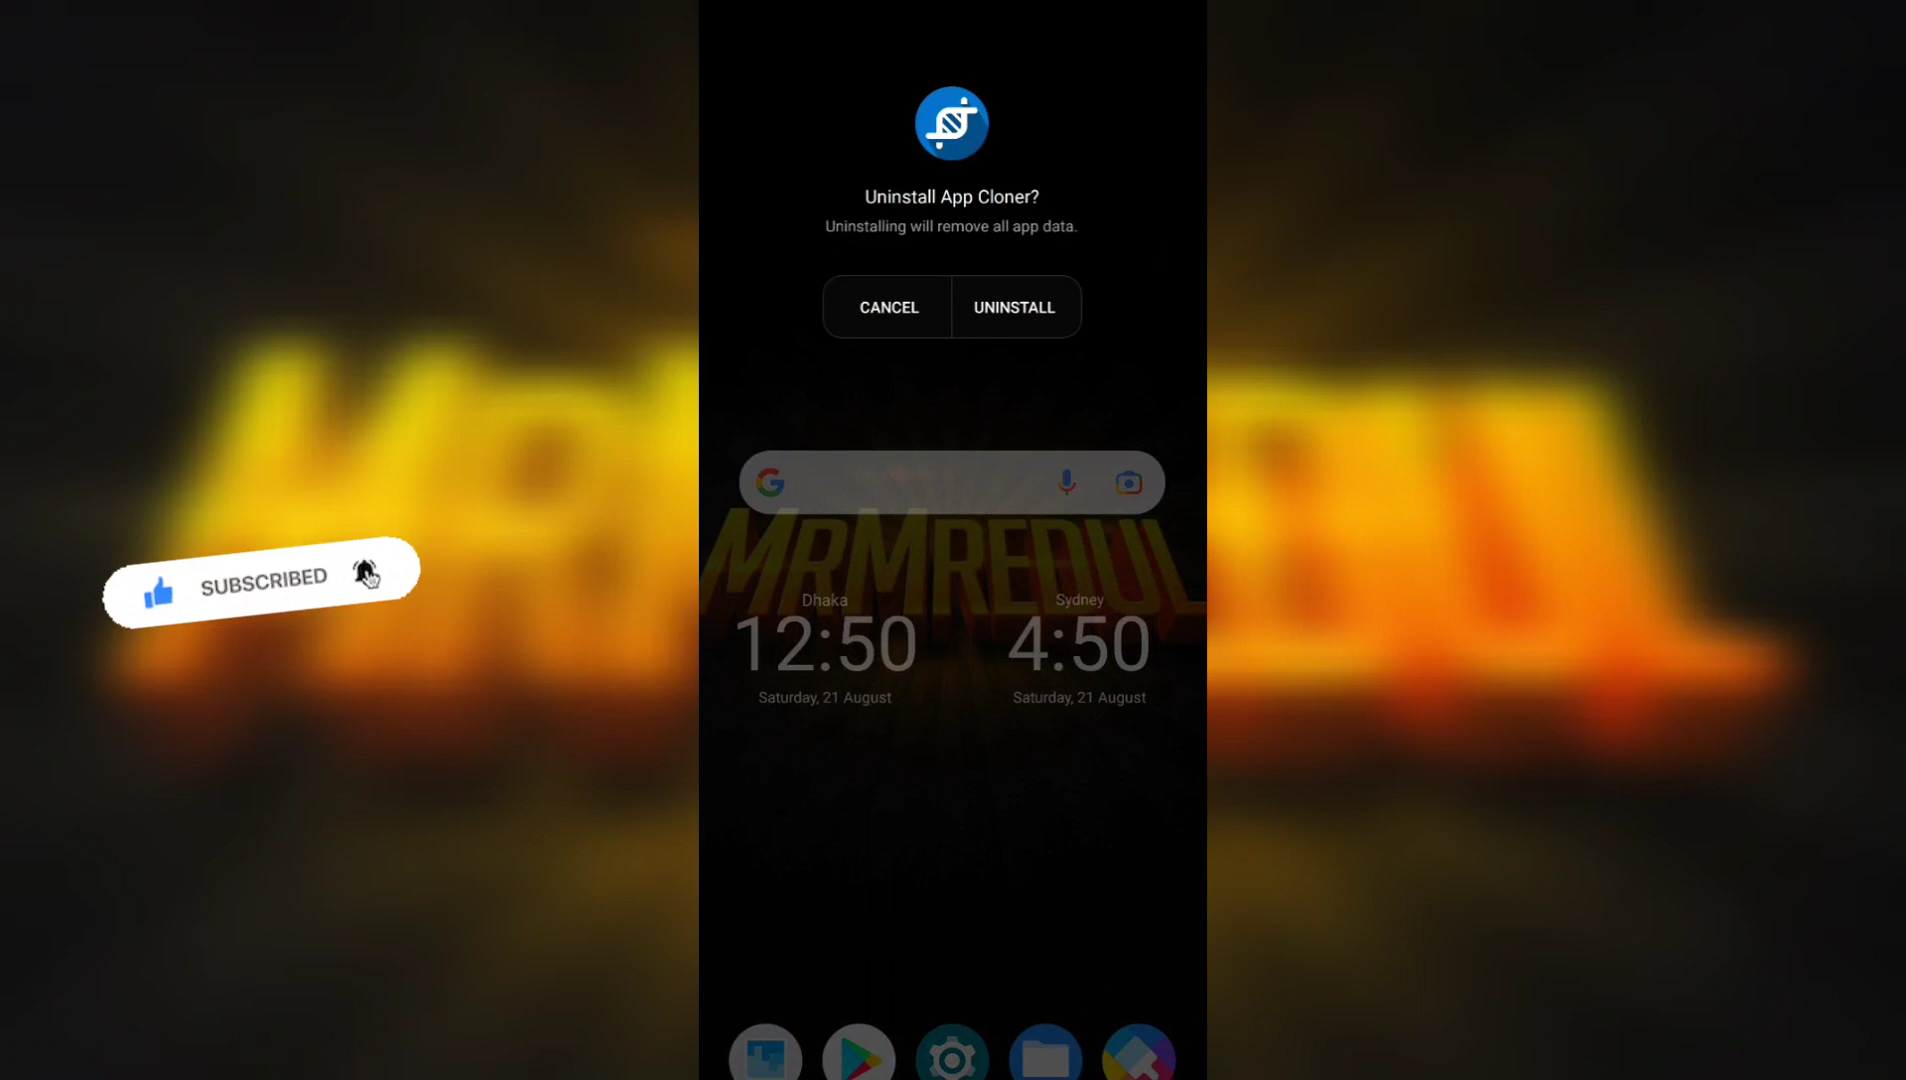 Uninstall App Cloner?
Uninstalling will remove all app data.
CANCEL UNINSTALL
MRMREDUL
Dhaka Sydney
12:50 4:50
Saturday, 21 August Saturday, 21 August
SUBSCRIBED